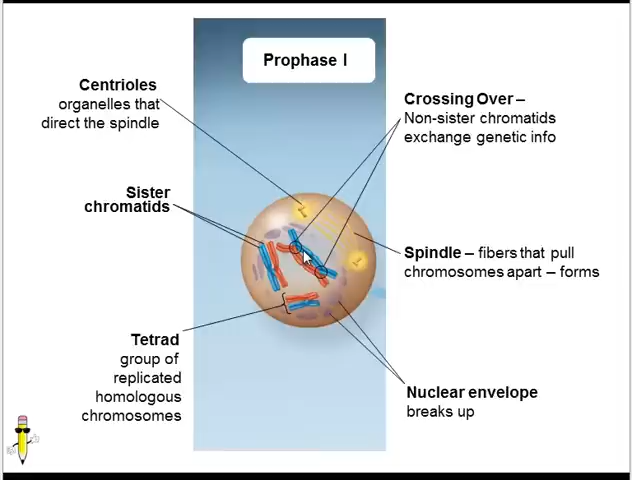 Prophase I
Centrioles
organelles that
direct the spindle
Crossing Over –
Non-sister chromatids
exchange genetic info
Sister
chromatids
Spindle – fibers that pull
chromosomes apart – forms
Tetrad
group of
replicated
homologous
chromosomes
Nuclear envelope
breaks up